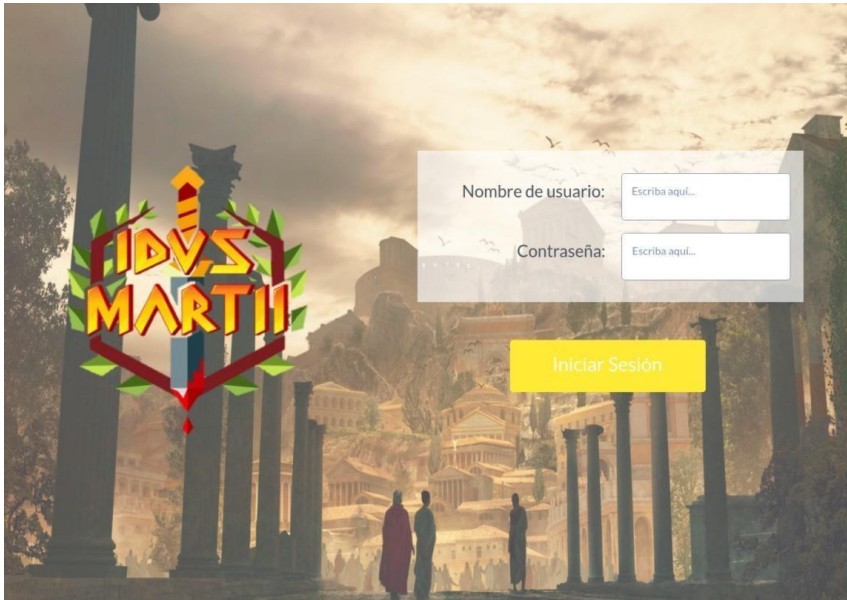 IDVS
MARTII
Nombre de usuario:
Escriba aquí...
Contraseña:
Escriba aquí...
Iniciar Sesión